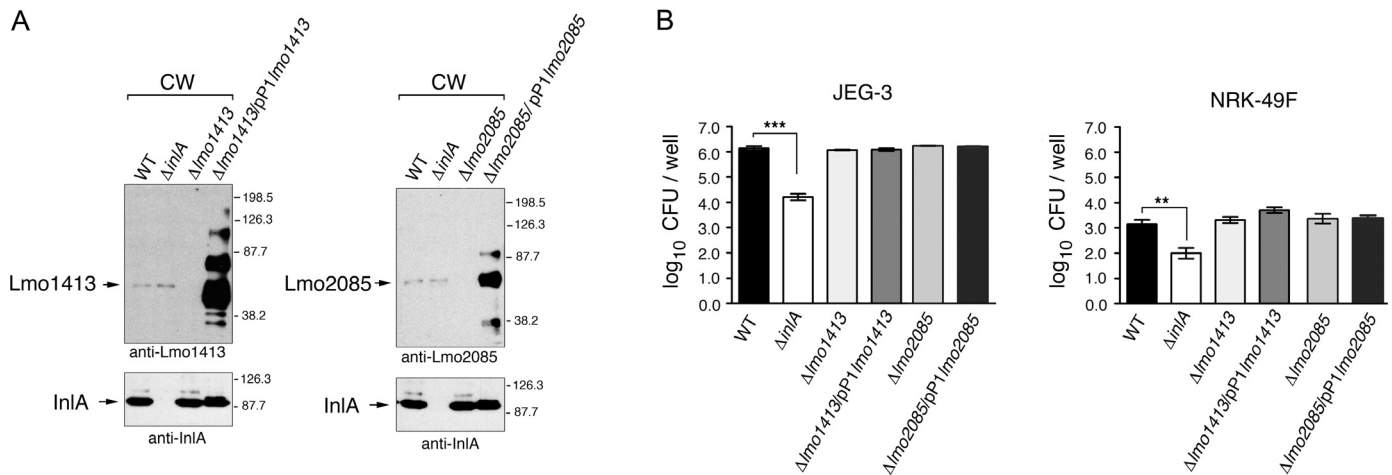 A
CW
WT
ΔinlA
Δlmo1413
Δlmo1413/pP1lmo1413
- 198.5
- 126.3
- 87.7
Lmo1413
- 38.2
anti-Lmo1413
- 126.3
InlA
- 87.7
anti-InlA
CW
WT
ΔinlA
Δlmo2085
Δlmo2085/ pP1lmo2085
- 198.5
- 126.3
- 87.7
Lmo2085
- 38.2
anti-Lmo2085
- 126.3
InlA
- 87.7
anti-InlA
B
JEG-3
log10 CFU / well
7.0
6.0
5.0
4.0
3.0
2.0
1.0
0.0
***
WT
ΔinlA
Δlmo1413
Δlmo1413/pP1lmo1413
Δlmo2085
Δlmo2085/pP1lmo2085
NRK-49F
log10 CFU / well
7.0
6.0
5.0
4.0
3.0
2.0
1.0
0.0
**
WT
ΔinlA
Δlmo1413
Δlmo1413/pP1lmo1413
Δlmo2085
Δlmo2085/pP1lmo2085